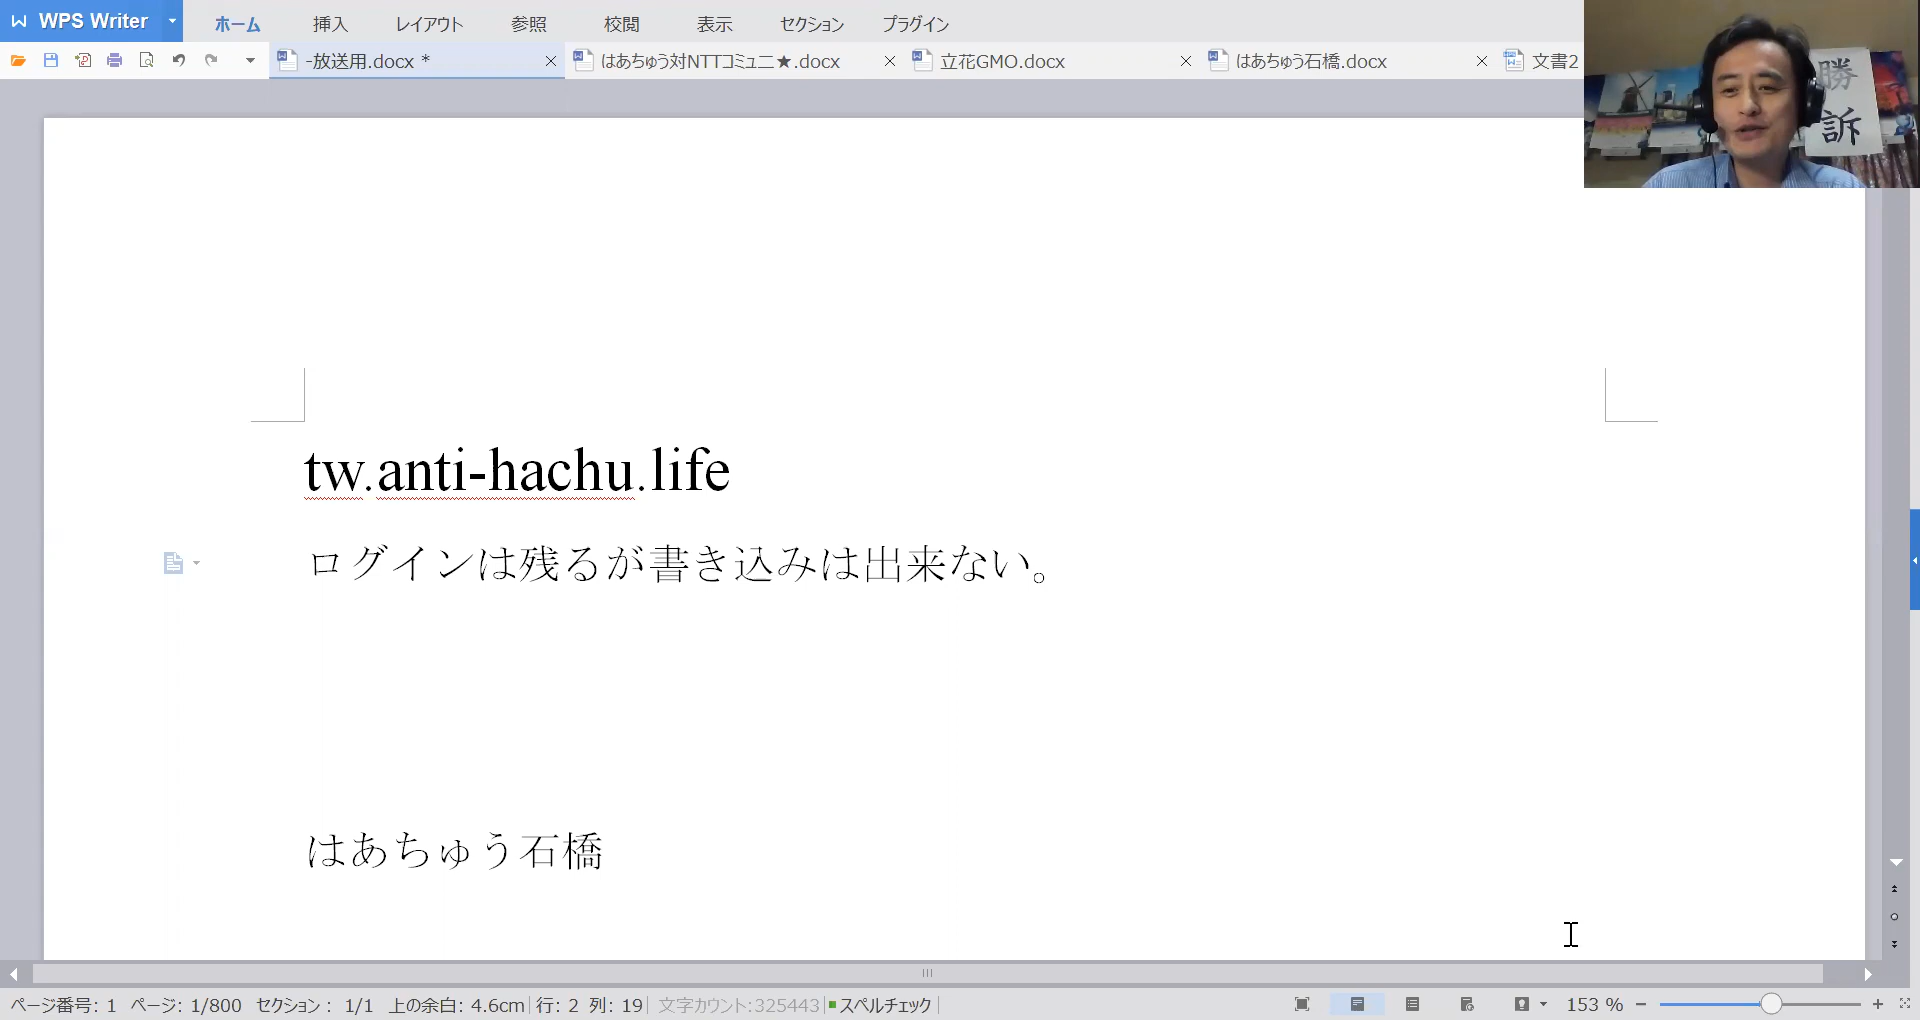 WPS Writer ホーム 挿入 レイアウト 参照 校閲 表示 セクション プラグイン
-放送用.docx * はあちゅう対NTTコミュニ★.docx 立花GMO.docx はあちゅう石橋.docx 文書2
勝
訴
tw.anti-hachu.life
ログインは残るが書き込みは出来ない。
はあちゅう石橋
ページ番号: 1 ページ: 1/800 セクション: 1/1 上の余白: 4.6cm 行: 2 列: 19 文字カウント:325443 スペルチェック 153 %